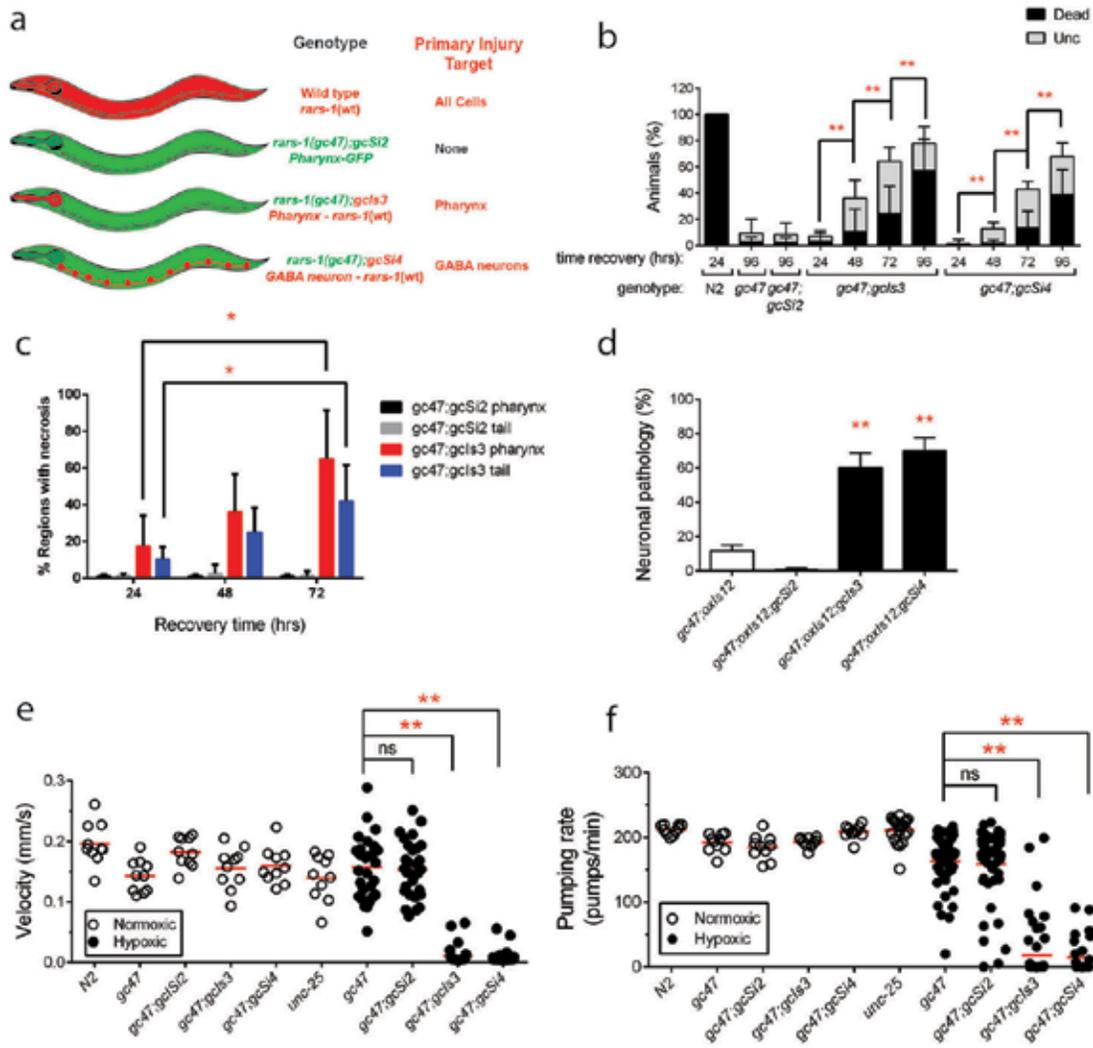 a
Genotype
Primary Injury
Target
Wild type
rars-1(wt)
All Cells
rars-1(gc47);gcSi2
Pharynx-GFP
None
rars-1(gc47);gcIs3
Pharynx - rars-1(wt)
Pharynx
rars-1(gc47);gcSi4
GABA neuron - rars-1(wt)
GABA neurons
b
Dead
Unc
Animals (%)
120
100
80
60
40
20
0
** ** ** ** ** **
time recovery (hrs): 24 96 96 24 48 72 96 24 48 72 96
genotype: N2 gc47 gc47; gcSi2 gc47;gcIs3 gc47;gcSi4
c
*
*
% Regions with necrosis
100
80
60
40
20
0
24 48 72
Recovery time (hrs)
gc47;gcSi2 pharynx
gc47;gcSi2 tail
gc47;gcIs3 pharynx
gc47;gcIs3 tail
d
Neuronal pathology (%)
100
80
60
40
20
0
** **
gc47;oxIs12
gc47;oxIs12;gcSi2
gc47;oxIs12;gcIs3
gc47;oxIs12;gcSi4
e
**
**
ns
Velocity (mm/s)
0.3
0.2
0.1
0.0
Normoxic
Hypoxic
N2
gc47
gc47;gcISi2
gc47;gcIs3
gc47;gcSi4
unc-25
gc47
gc47;gcSi2
gc47;gcIs3
gc47;gcSi4
f
**
**
ns
Pumping rate
(pumps/min)
300
200
100
0
Normoxic
Hypoxic
N2
gc47
gc47;gcSi2
gc47;gcIs3
gc47;gcSi4
unc-25
gc47
gc47;gcSi2
gc47;gcIs3
gc47;gcSi4